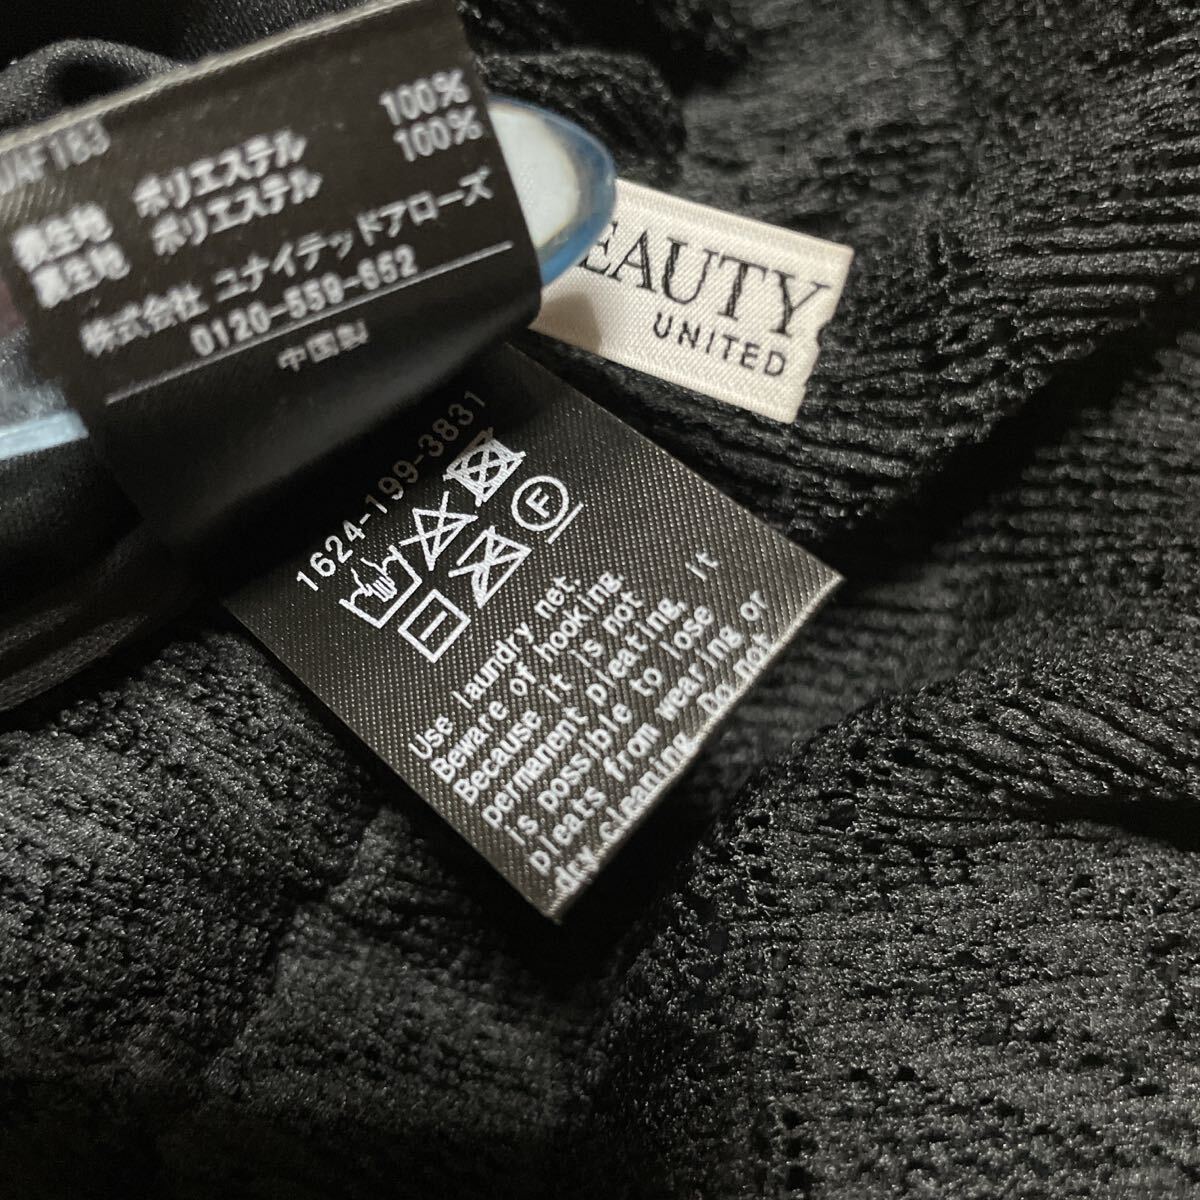 UAF183
表生地 ポリエステル 100%
裏生地 ポリエステル 100%
株式会社 ユナイテッドアローズ
0120-559-652
中国製
EAUTY
UNITED
1624-199-3831
F
Use laundry net.
Beware of hooking.
Because it is not
permanent pleating, it
is possible to lose
pleats from wearing or
dry cleaning. Do not